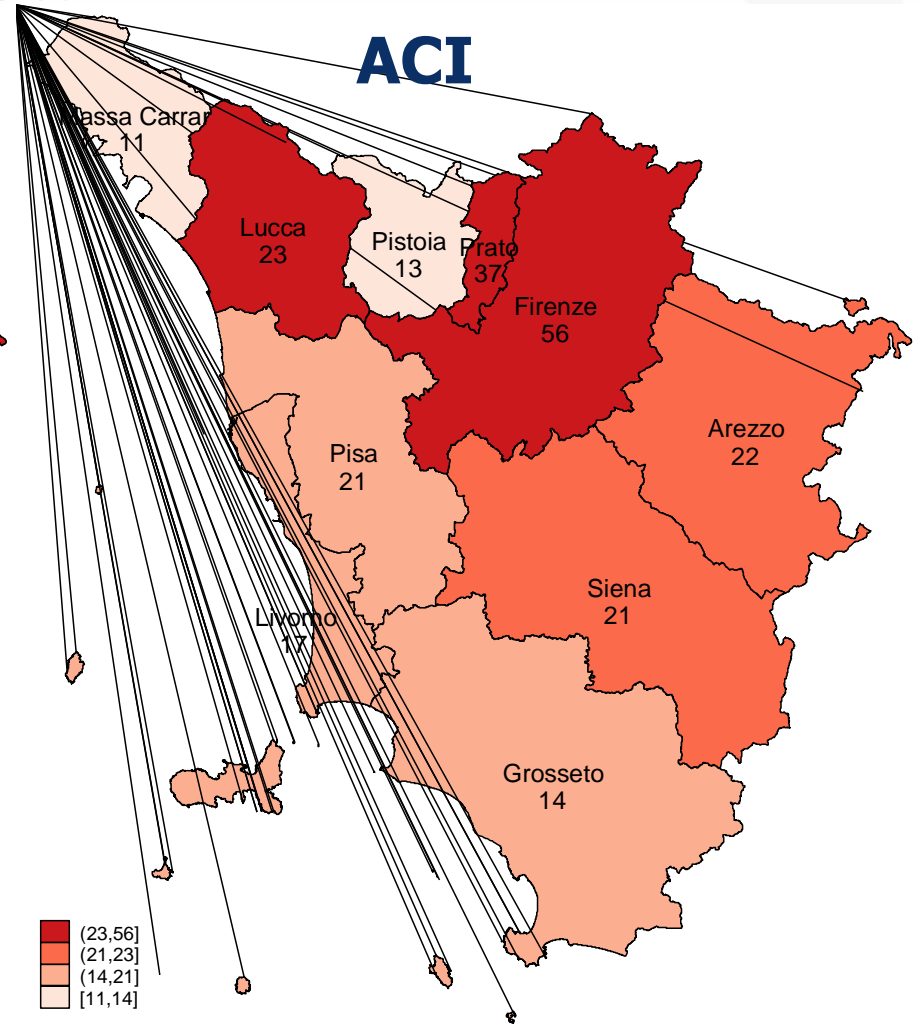 ACI
Massa Carrar
11
Lucca
23
Pistoia
13
Prato
37
Firenze
56
Arezzo
22
Pisa
21
Siena
21
Livorno
17
Grosseto
14
(23,56]
(21,23]
(14,21]
[11,14]